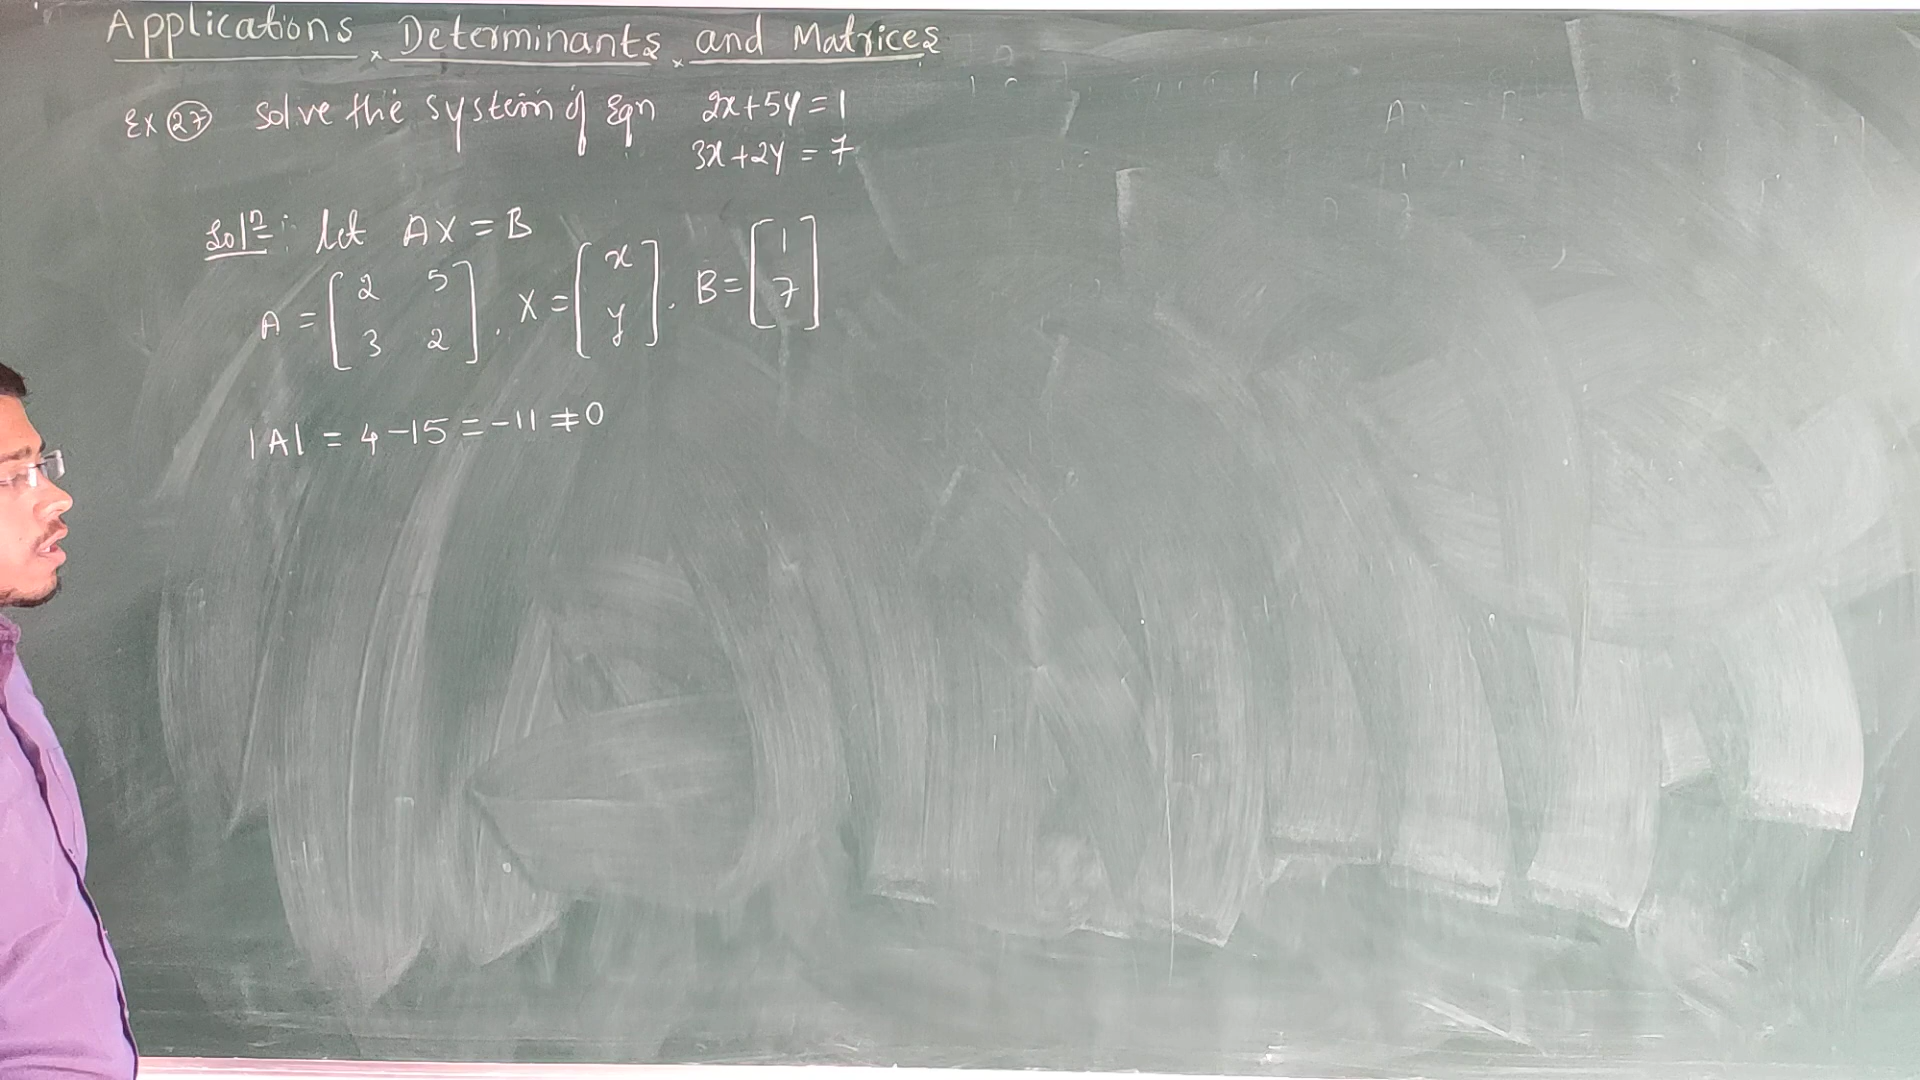 Applications Determinants and Matrices
Ex 27 Solve the system of Eqn 2x+5y=1
3x+2y=7
Solⁿ: let AX=B
A = [2 5; 3 2], X = [x; y], B = [1; 7]
|A| = 4-15 = -11 ≠ 0